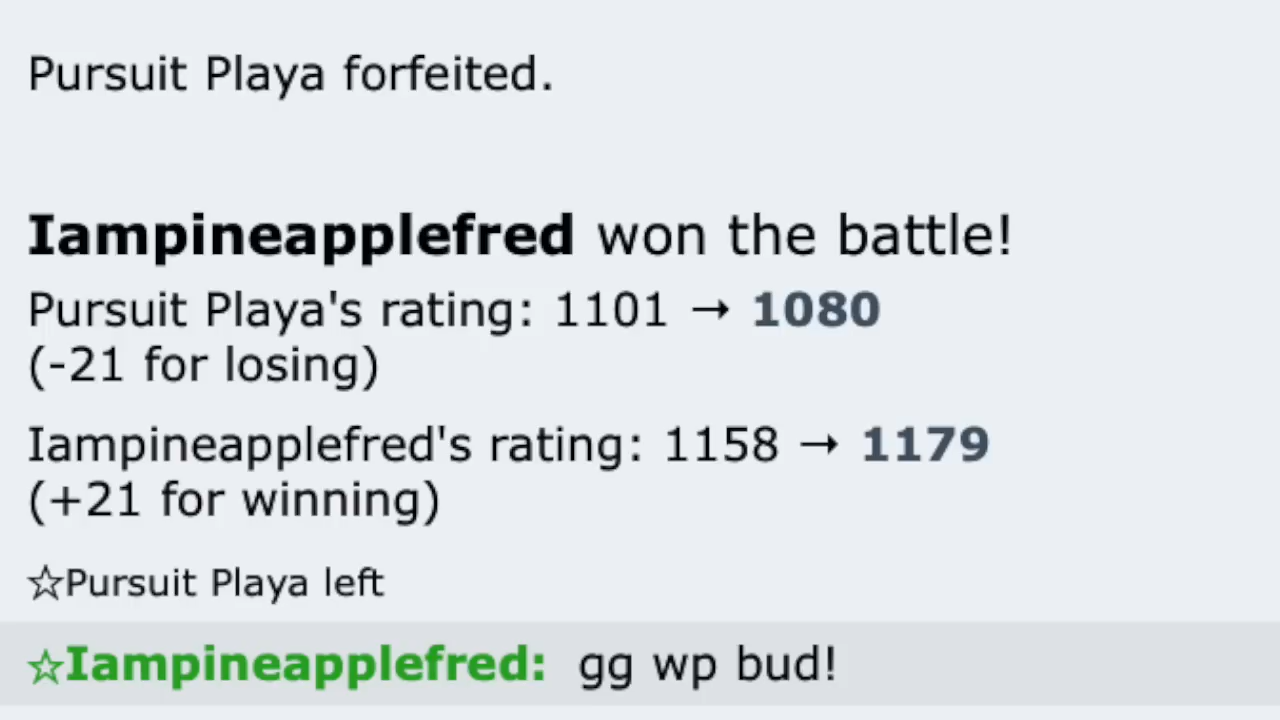 Pursuit Playa forfeited.
Iampineapplefred won the battle!
Pursuit Playa's rating: 1101 → 1080
(-21 for losing)
Iampineapplefred's rating: 1158 → 1179
(+21 for winning)
☆Pursuit Playa left
☆Iampineapplefred: gg wp bud!